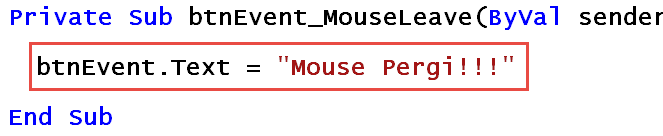 Private Sub btnEvent_MouseLeave(ByVal sender
btnEvent.Text = "Mouse Pergi!!!"
End Sub